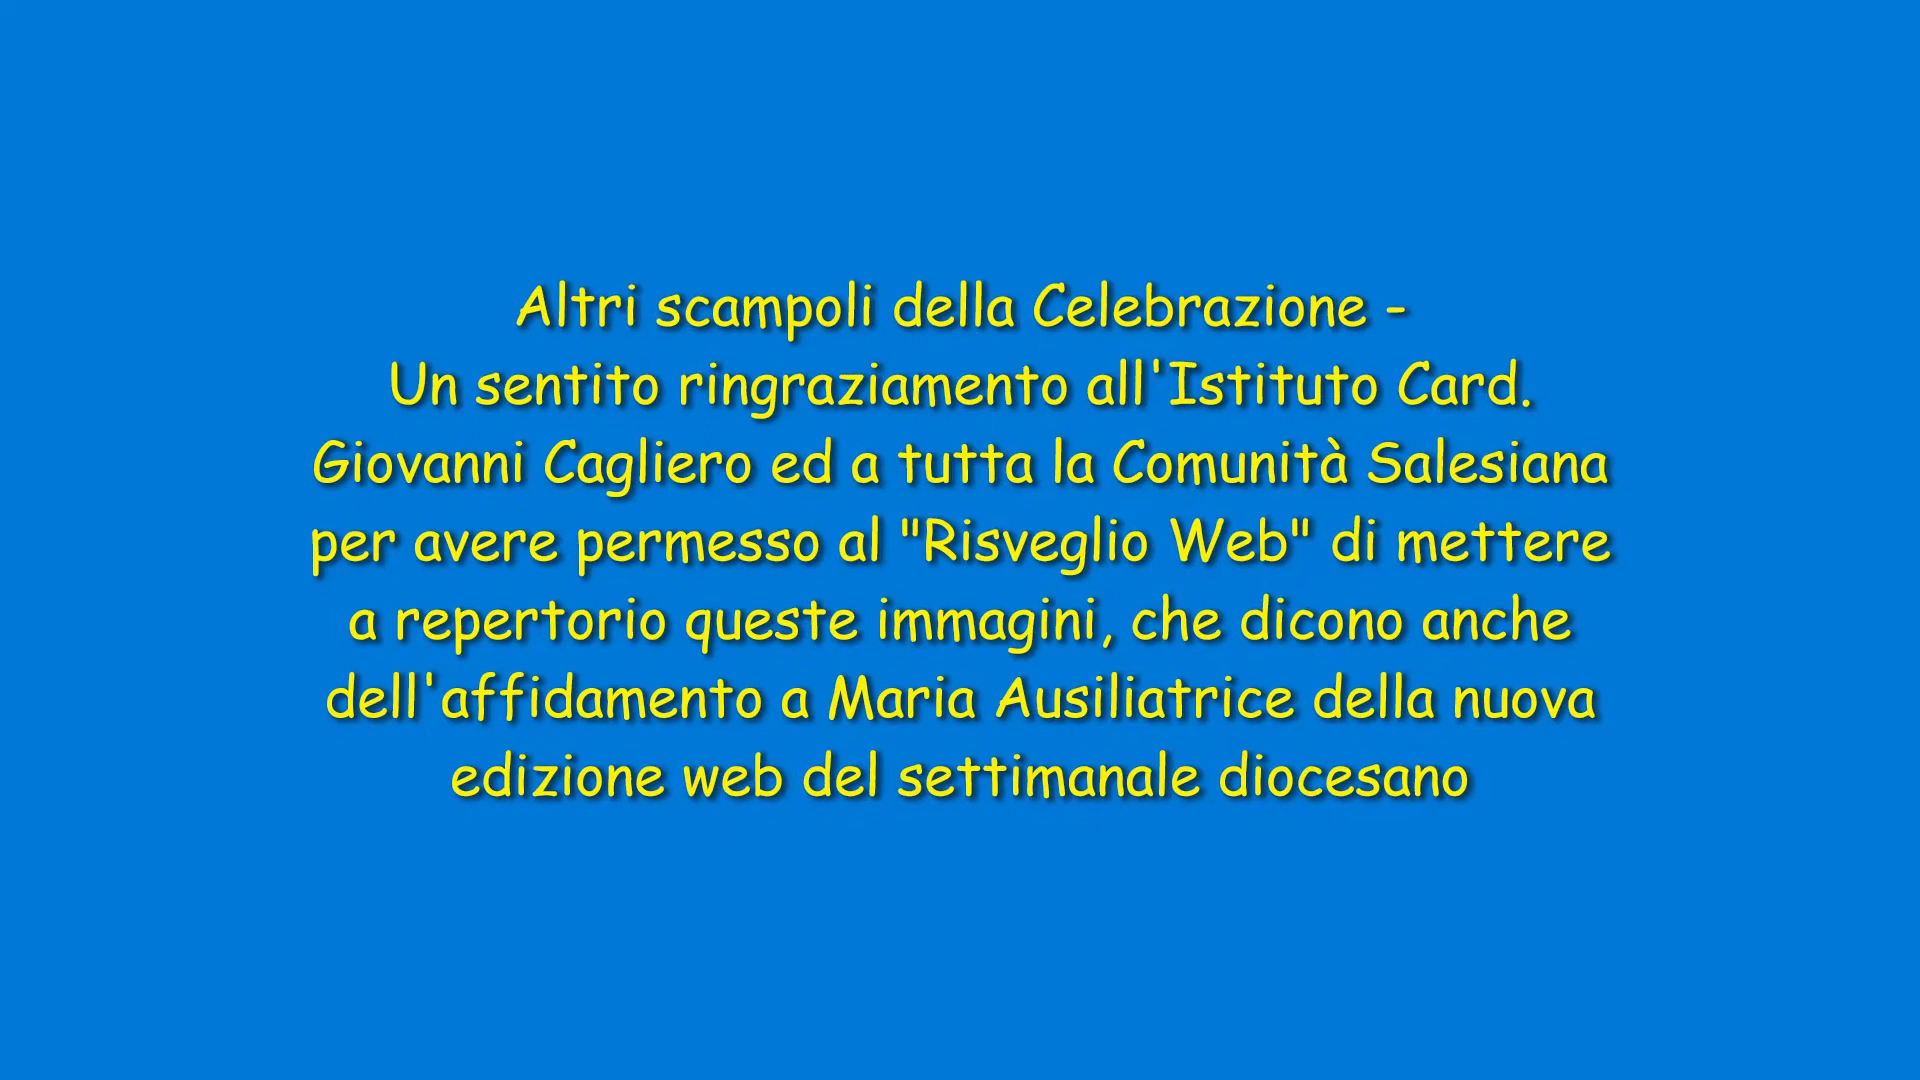 Altri scampoli della Celebrazione -
Un sentito ringraziamento all'Istituto Card.
Giovanni Cagliero ed a tutta la Comunità Salesiana
per avere permesso al "Risveglio Web" di mettere
a repertorio queste immagini, che dicono anche
dell'affidamento a Maria Ausiliatrice della nuova
edizione web del settimanale diocesano